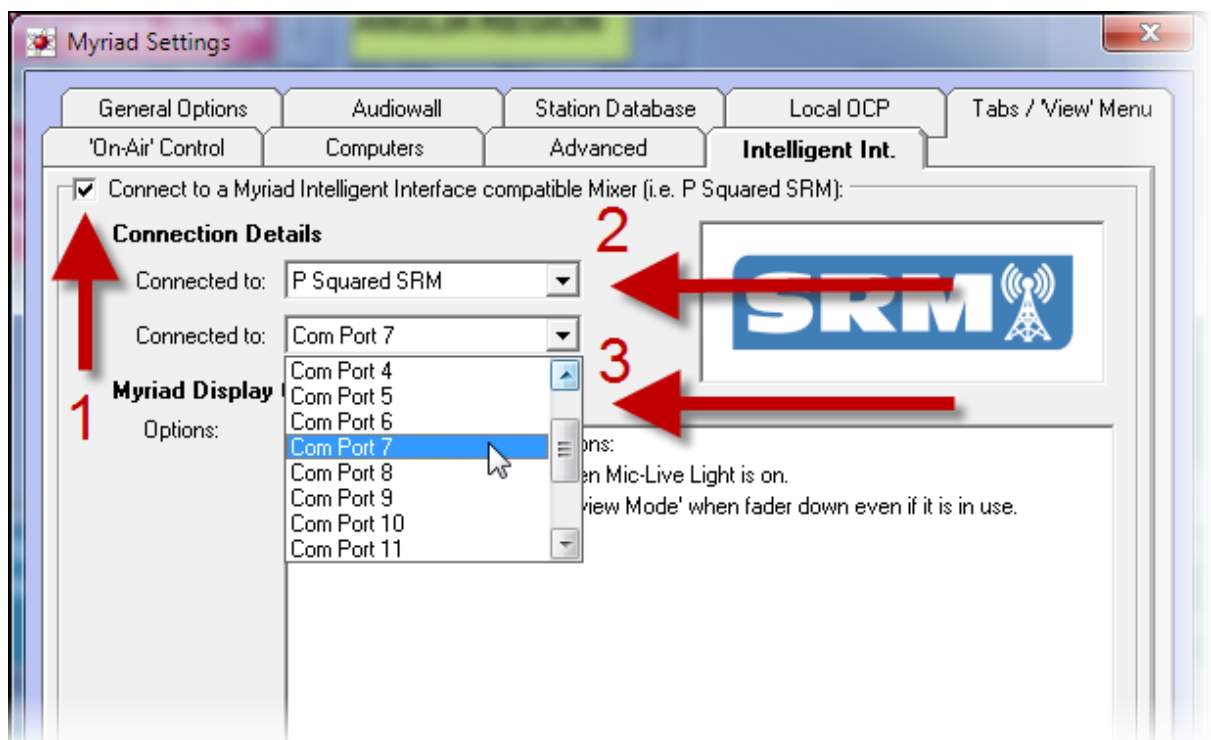 ANGLIA REGION
Myriad Settings
x
General Options Audiowall Station Database Local OCP Tabs / 'View' Menu
'On-Air' Control Computers Advanced Intelligent Int.
Connect to a Myriad Intelligent Interface compatible Mixer (i.e. P Squared SRM):
Connection Details
2
Connected to: P Squared SRM
SRM
Connected to: Com Port 7
3
Com Port 4
Com Port 5
1
Myriad Display
Com Port 6
Options:
Com Port 7
ons:
Com Port 8
en Mic-Live Light is on.
Com Port 9
view Mode' when fader down even if it is in use.
Com Port 10
Com Port 11